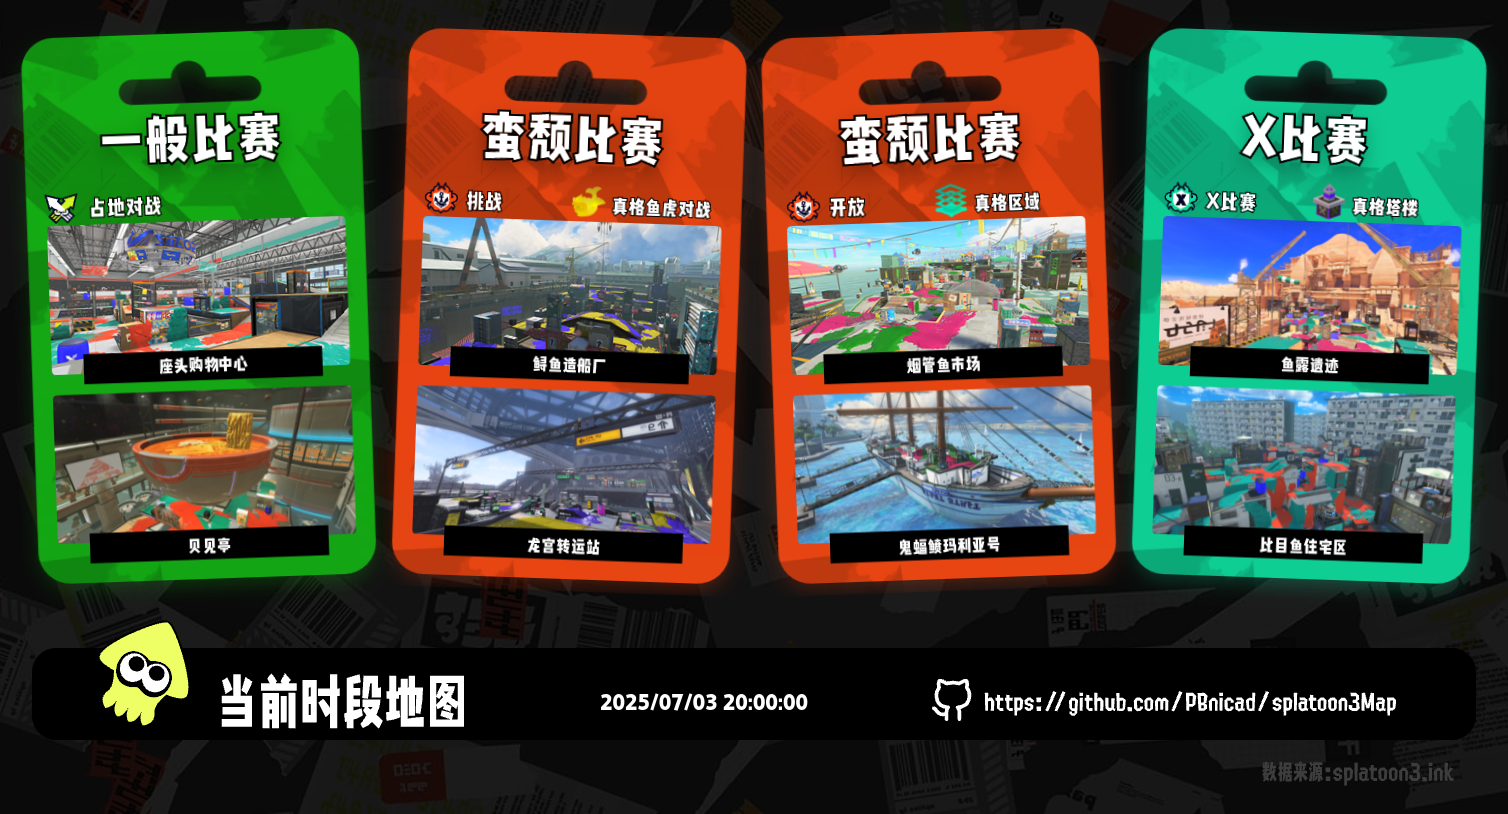 一般比赛
占地对战
座头购物中心
贝见亭
蛮颓比赛
挑战
真格鱼虎对战
鲟鱼造船厂
龙宫转运站
蛮颓比赛
开放
真格区域
烟管鱼市场
鬼蝠鲼玛利亚号
X比赛
X比赛
真格塔楼
鱼露遗迹
比目鱼住宅区
当前时段地图
2025/07/03 20:00:00
https://github.com/PBnicad/splatoon3Map
数据来源:splatoon3.ink